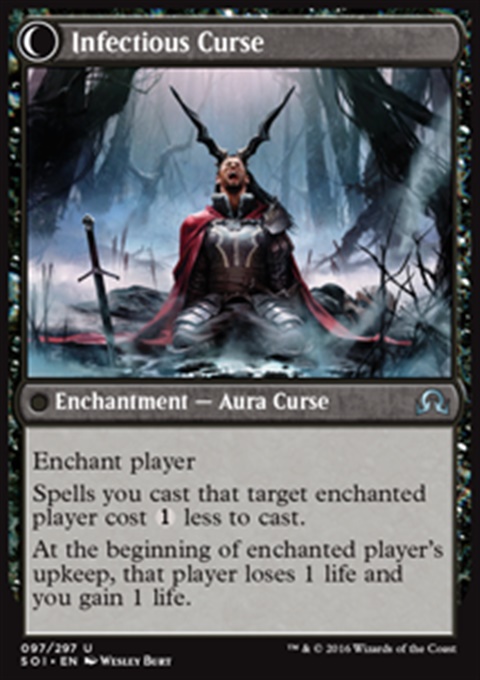 Infectious Curse
Enchantment — Aura Curse
Enchant player
Spells you cast that target enchanted
player cost 1 less to cast.
At the beginning of enchanted player's
upkeep, that player loses 1 life and
you gain 1 life.
097/297 U
SOI • EN Wesley Burt
™ & © 2016 Wizards of the Coast